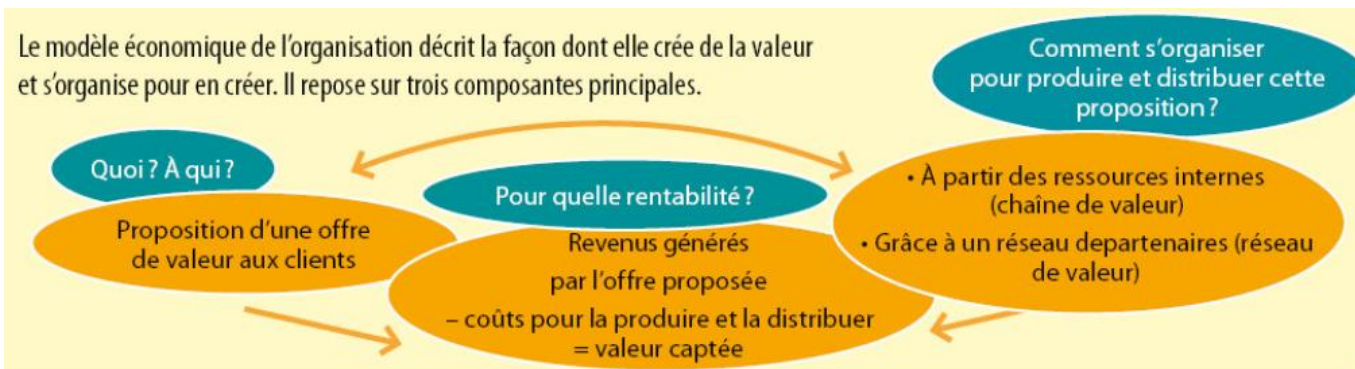 Le modèle économique de l'organisation décrit la façon dont elle crée de la valeur
et s'organise pour en créer. Il repose sur trois composantes principales.
Quoi ? À qui ?
Proposition d'une offre
de valeur aux clients
Pour quelle rentabilité ?
Revenus générés
par l'offre proposée
– coûts pour la produire et la distribuer
= valeur captée
Comment s'organiser
pour produire et distribuer cette
proposition ?
• À partir des ressources internes
(chaîne de valeur)
• Grâce à un réseau departenaires (réseau
de valeur)